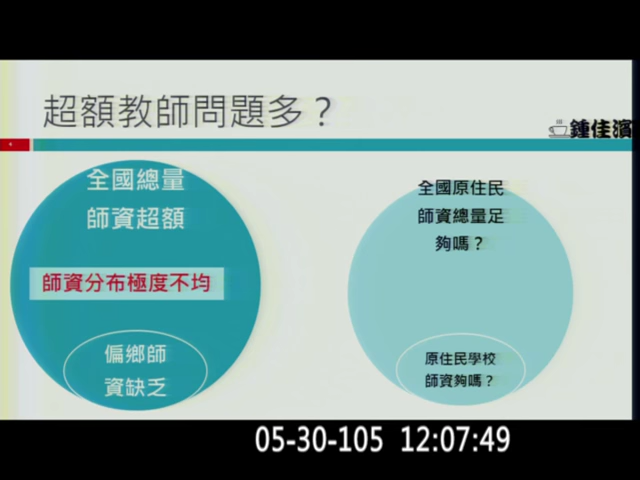 超額教師問題多？
鍾佳濱
全國總量
師資超額
師資分布極度不均
偏鄉師
資缺乏
全國原住民
師資總量足
夠嗎？
原住民學校
師資夠嗎？
05-30-105 12:07:49